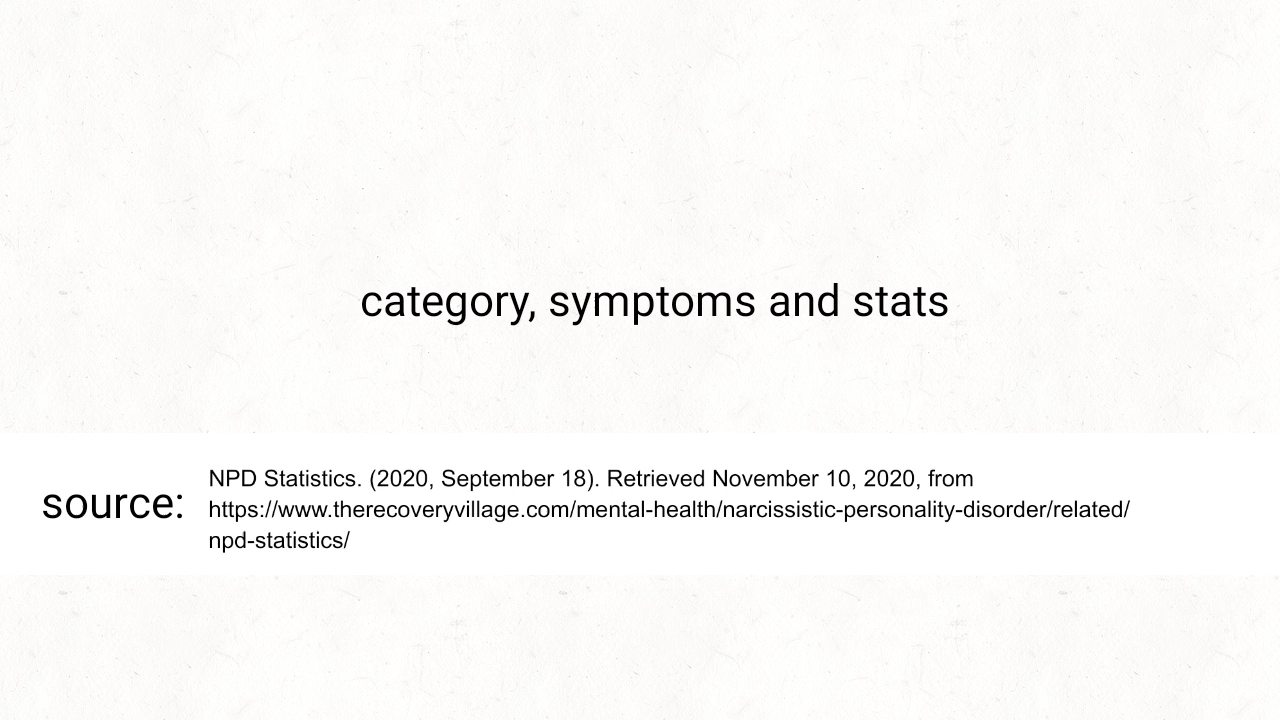 category, symptoms and stats
source:
NPD Statistics. (2020, September 18). Retrieved November 10, 2020, from
https://www.therecoveryvillage.com/mental-health/narcissistic-personality-disorder/related/
npd-statistics/